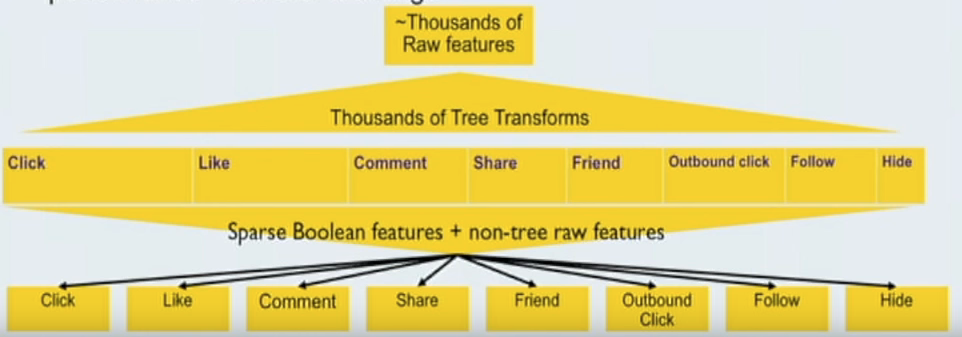 ~Thousands of
Raw features
Thousands of Tree Transforms
Click Like Comment Share Friend Outbound click Follow Hide
Sparse Boolean features + non-tree raw features
Click Like Comment Share Friend Outbound Click Follow Hide